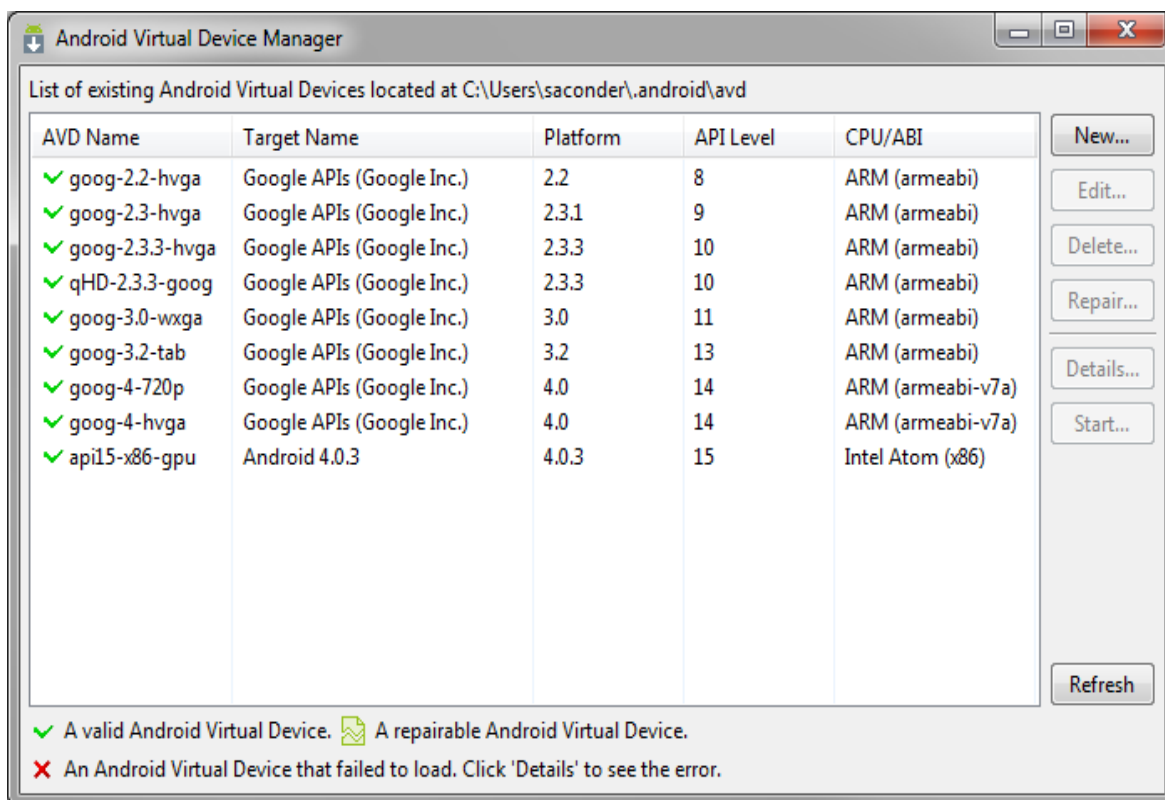 Android Virtual Device Manager
List of existing Android Virtual Devices located at C:\Users\saconder\.android\avd
AVD Name Target Name Platform API Level CPU/ABI New...
goog-2.2-hvga Google APIs (Google Inc.) 2.2 8 ARM (armeabi) Edit...
goog-2.3-hvga Google APIs (Google Inc.) 2.3.1 9 ARM (armeabi)
goog-2.3.3-hvga Google APIs (Google Inc.) 2.3.3 10 ARM (armeabi) Delete...
qHD-2.3.3-goog Google APIs (Google Inc.) 2.3.3 10 ARM (armeabi) Repair...
goog-3.0-wxga Google APIs (Google Inc.) 3.0 11 ARM (armeabi)
goog-3.2-tab Google APIs (Google Inc.) 3.2 13 ARM (armeabi) Details...
goog-4-720p Google APIs (Google Inc.) 4.0 14 ARM (armeabi-v7a)
goog-4-hvga Google APIs (Google Inc.) 4.0 14 ARM (armeabi-v7a) Start...
api15-x86-gpu Android 4.0.3 4.0.3 15 Intel Atom (x86)
Refresh
A valid Android Virtual Device. A repairable Android Virtual Device.
An Android Virtual Device that failed to load. Click 'Details' to see the error.